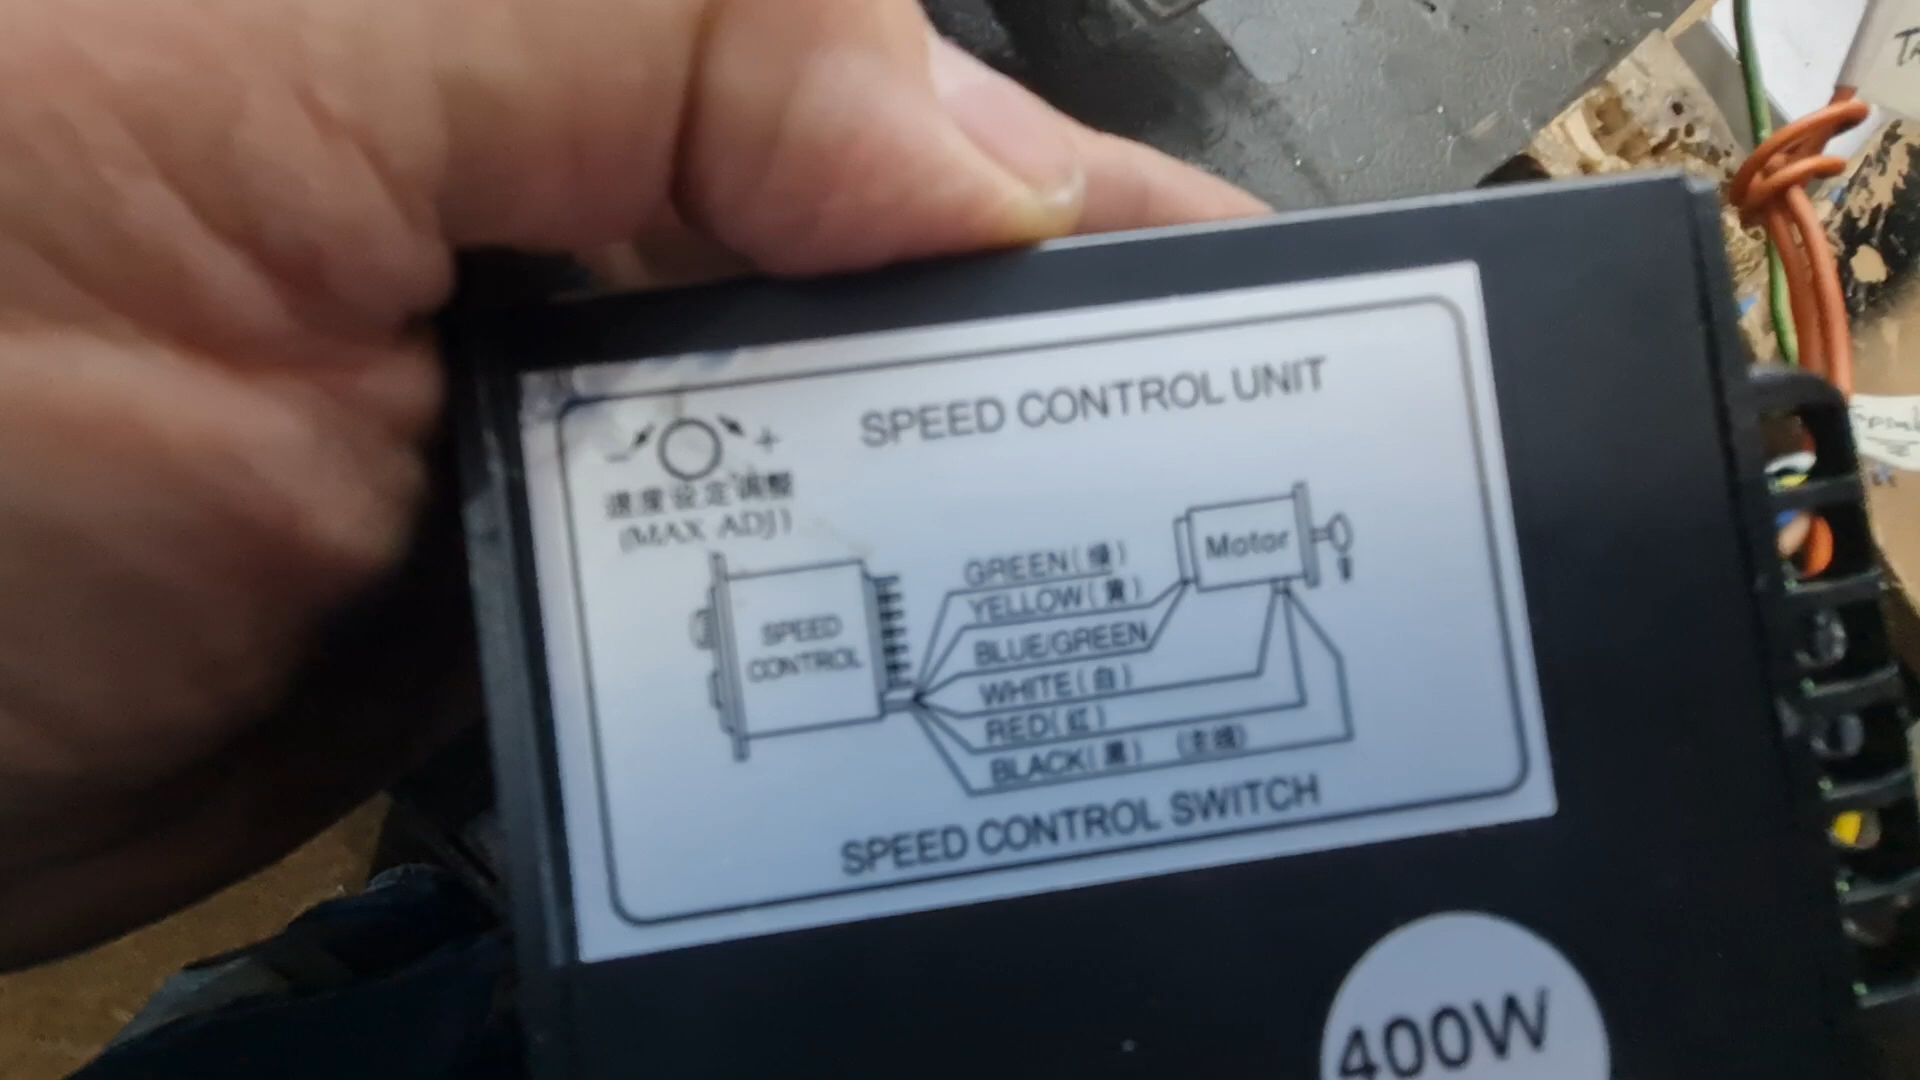 SPEED CONTROL UNIT
- +
速度设定调整
(MAX ADJ)
Motor
GREEN(绿)
YELLOW(黄)
BLUE/GREEN
SPEED
CONTROL
WHITE(白)
RED(红)
BLACK(黑) (主线)
SPEED CONTROL SWITCH
400W